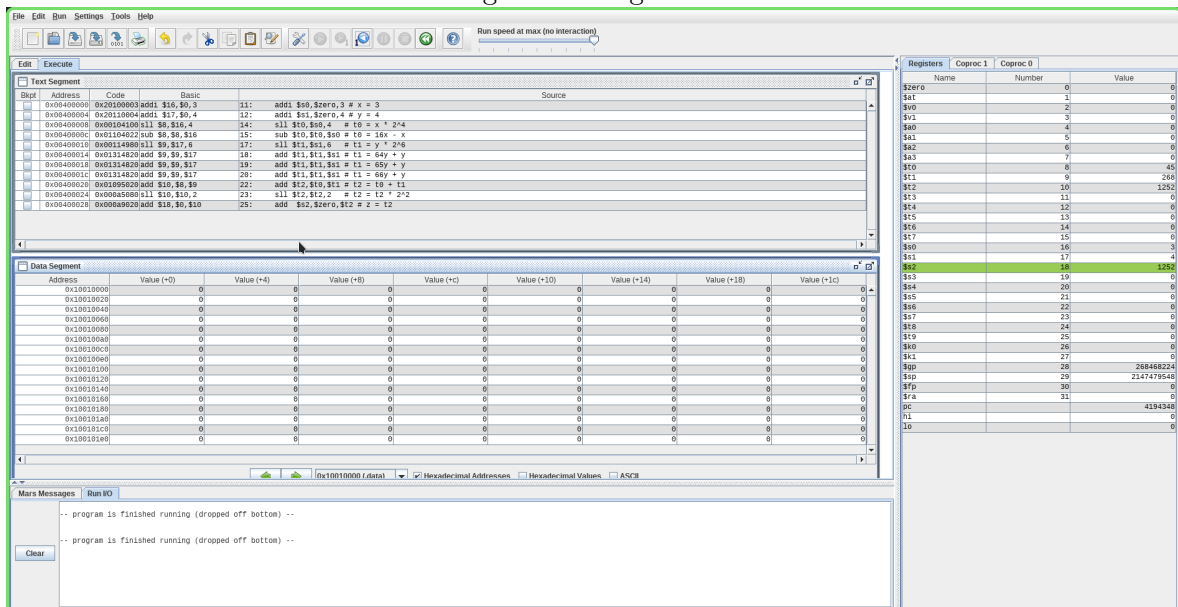 File Edit Run Settings Tools Help
Run speed at max (no interaction)
Edit Execute
Text Segment
Bkpt Address Code Basic Source
0x00400000 0x20100003 addi $16,$0,3 11: addi $s0,$zero,3 # x = 3
0x00400004 0x20110004 addi $17,$0,4 12: addi $s1,$zero,4 # y = 4
0x00400008 0x00104100 sll $8,$16,4 14: sll $t0,$s0,4 # t0 = x * 2^4
0x0040000c 0x01104022 sub $8,$8,$16 15: sub $t0,$t0,$s0 # t0 = 16x - x
0x00400010 0x00114980 sll $9,$17,6 17: sll $t1,$s1,6 # t1 = y * 2^6
0x00400014 0x01314820 add $9,$9,$17 18: add $t1,$t1,$s1 # t1 = 64y + y
0x00400018 0x01314820 add $9,$9,$17 19: add $t1,$t1,$s1 # t1 = 65y + y
0x0040001c 0x01314820 add $9,$9,$17 20: add $t1,$t1,$s1 # t1 = 66y + y
0x00400020 0x01095020 add $10,$8,$9 22: add $t2,$t0,$t1 # t2 = t0 + t1
0x00400024 0x000a5080 sll $10,$10,2 23: sll $t2,$t2,2 # t2 * 2^2
0x00400028 0x000a9020 add $18,$0,$10 25: add $s2,$zero,$t2 # z = t2
Data Segment
Address Value (+0) Value (+4) Value (+8) Value (+c) Value (+10) Value (+14) Value (+18) Value (+1c)
0x10010000 0 0 0 0 0 0 0 0
0x10010020 0 0 0 0 0 0 0 0
0x10010040 0 0 0 0 0 0 0 0
0x10010060 0 0 0 0 0 0 0 0
0x10010080 0 0 0 0 0 0 0 0
0x100100a0 0 0 0 0 0 0 0 0
0x100100c0 0 0 0 0 0 0 0 0
0x100100e0 0 0 0 0 0 0 0 0
0x10010100 0 0 0 0 0 0 0 0
0x10010120 0 0 0 0 0 0 0 0
0x10010140 0 0 0 0 0 0 0 0
0x10010160 0 0 0 0 0 0 0 0
0x10010180 0 0 0 0 0 0 0 0
0x100101a0 0 0 0 0 0 0 0 0
0x100101c0 0 0 0 0 0 0 0 0
0x100101e0 0 0 0 0 0 0 0 0
0x10010000 (.data) Hexadecimal Addresses Hexadecimal Values ASCII
Mars Messages Run I/O
-- program is finished running (dropped off bottom) --
-- program is finished running (dropped off bottom) --
Clear
Registers Coproc 1 Coproc 0
Name Number Value
$zero 0 0
$at 1 0
$v0 2 0
$v1 3 0
$a0 4 0
$a1 5 0
$a2 6 0
$a3 7 0
$t0 8 45
$t1 9 268
$t2 10 1252
$t3 11 0
$t4 12 0
$t5 13 0
$t6 14 0
$t7 15 0
$s0 16 3
$s1 17 4
$s2 18 1252
$s3 19 0
$s4 20 0
$s5 21 0
$s6 22 0
$s7 23 0
$t8 24 0
$t9 25 0
$k0 26 0
$k1 27 0
$gp 28 268468224
$sp 29 2147479548
$fp 30 0
$ra 31 0
pc 4194348
hi 0
lo 0